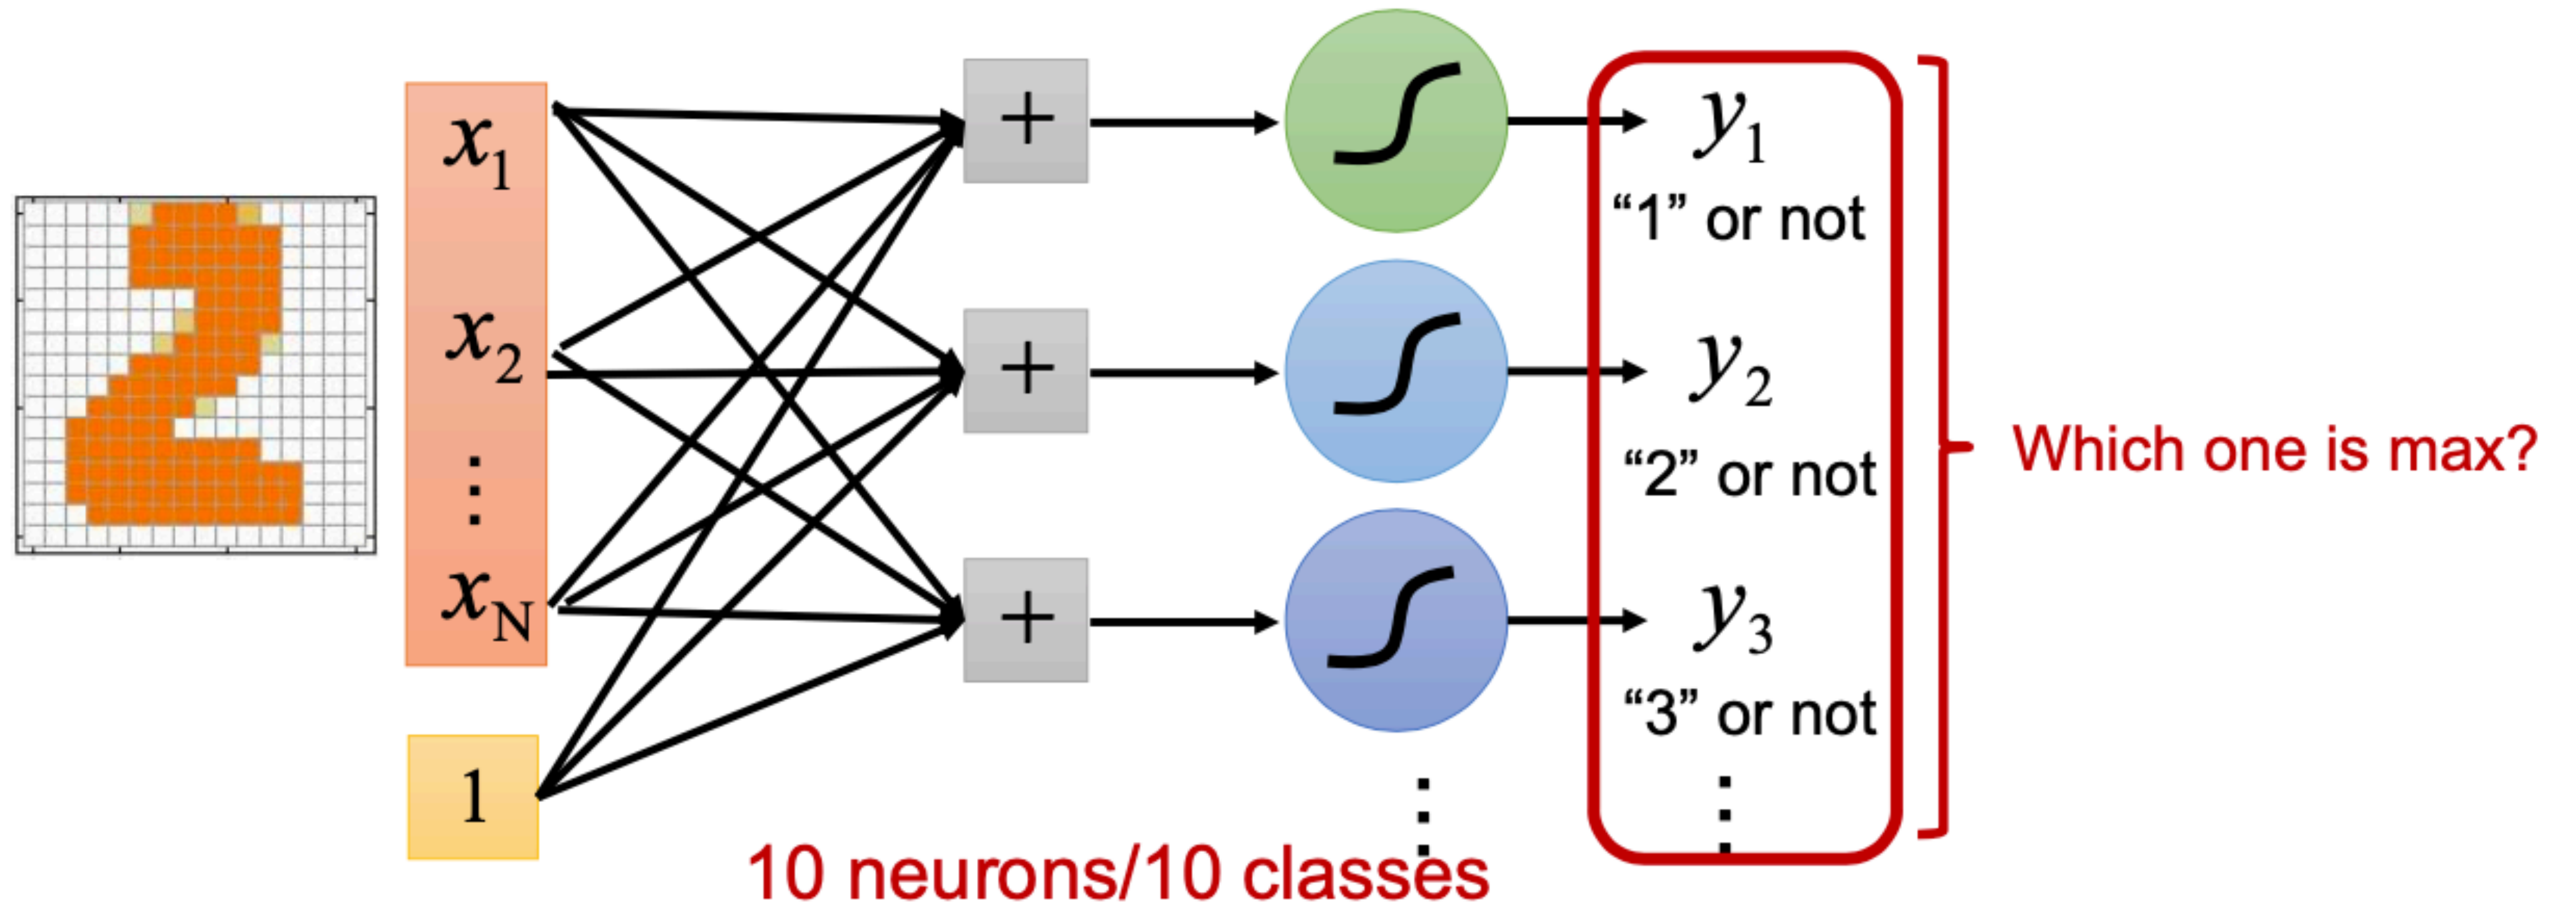 x1
x2
⋮
xN
1
+
+
+
y1
“1” or not
y2
“2” or not
y3
“3” or not
⋮
⋮
Which one is max?
10 neurons/10 classes